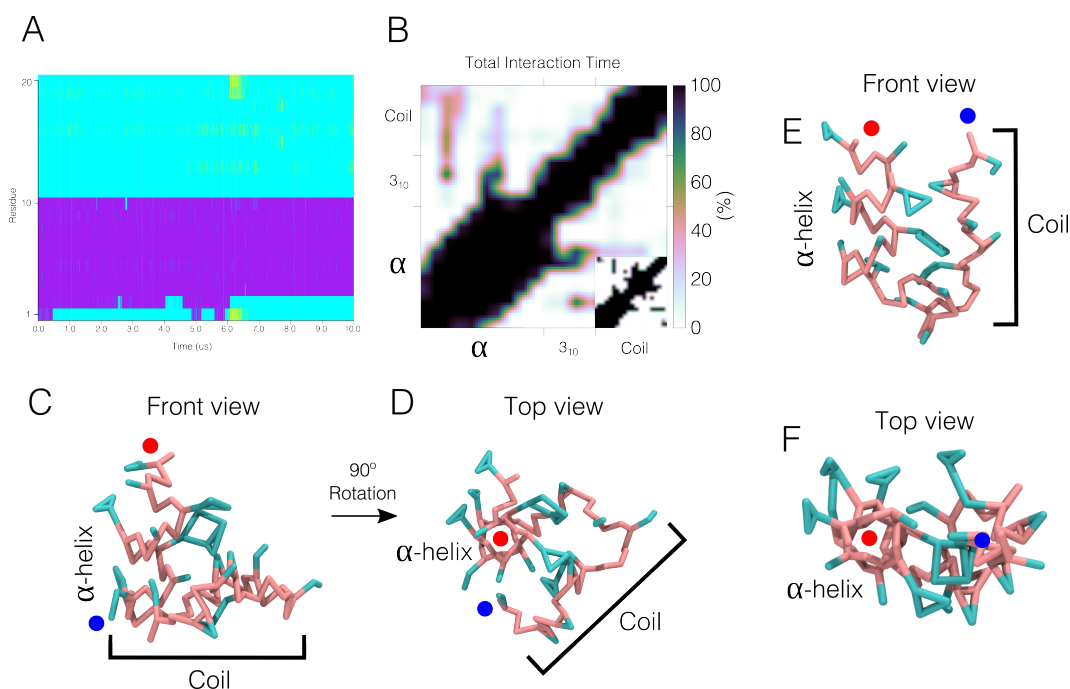 A
20
10
1
Residue
0.0 1.0 2.0 3.0 4.0 5.0 6.0 7.0 8.0 9.0 10.0
Time (us)
B
Total Interaction Time
Coil
3₁₀
α
α
3₁₀
Coil
100
80
60
40
20
0
(%)
E
Front view
α-helix
Coil
C
Front view
α-helix
Coil
90º
Rotation
D
Top view
α-helix
Coil
F
Top view
α-helix